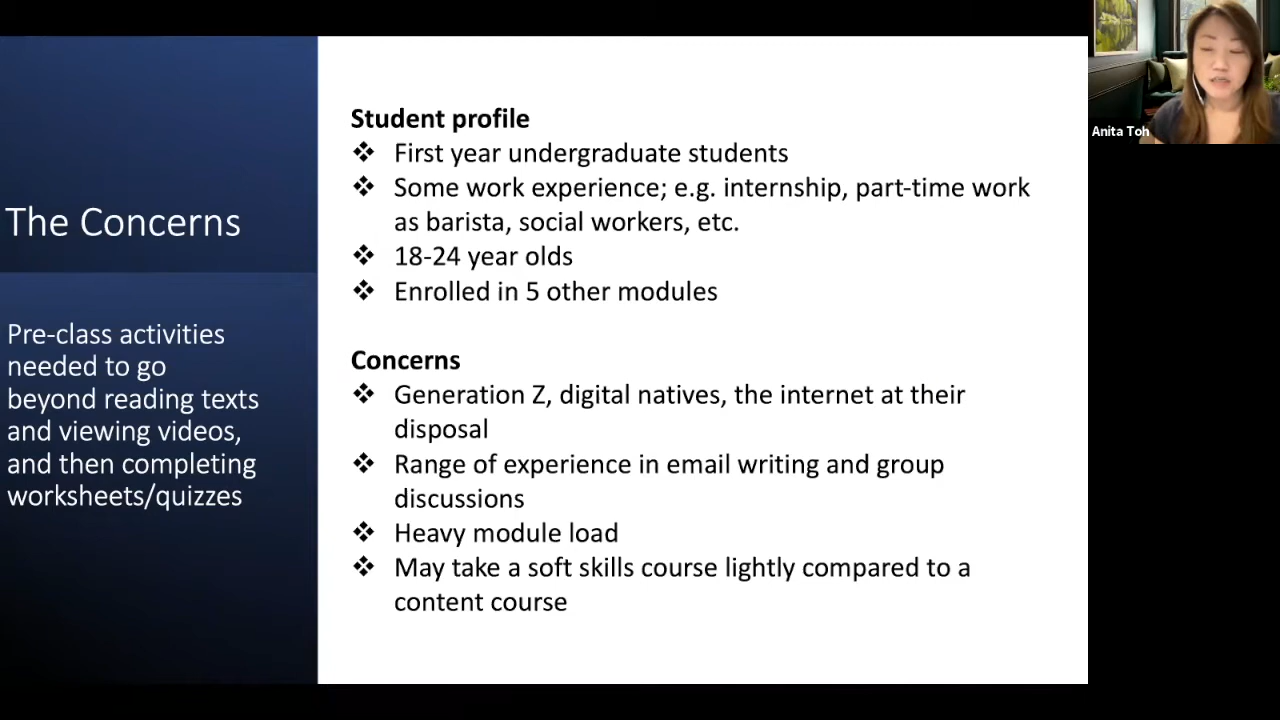 The Concerns
Pre-class activities
needed to go
beyond reading texts
and viewing videos,
and then completing
worksheets/quizzes
Student profile
❖ First year undergraduate students
❖ Some work experience; e.g. internship, part-time work
as barista, social workers, etc.
❖ 18-24 year olds
❖ Enrolled in 5 other modules
Concerns
❖ Generation Z, digital natives, the internet at their
disposal
❖ Range of experience in email writing and group
discussions
❖ Heavy module load
❖ May take a soft skills course lightly compared to a
content course
Anita Toh